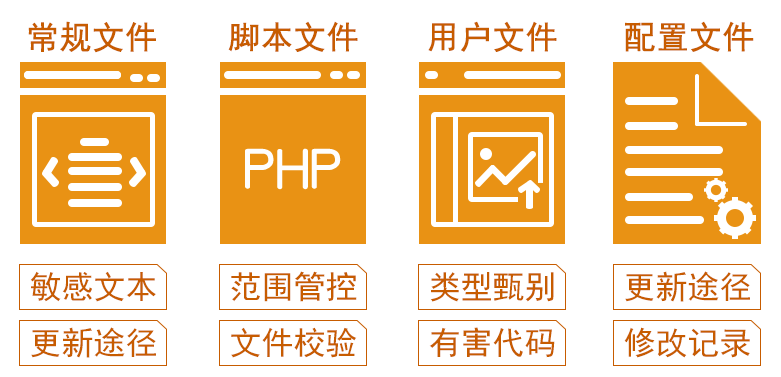 常规文件
脚本文件
用户文件
配置文件
PHP
敏感文本
范围管控
类型甄别
更新途径
更新途径
文件校验
有害代码
修改记录